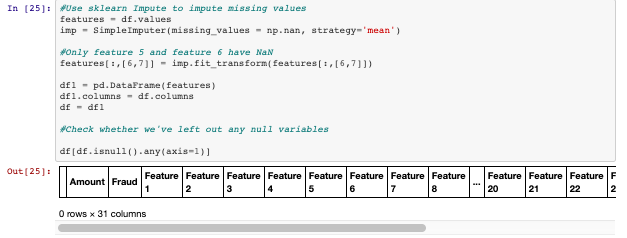 In [25]:
#Use sklearn Impute to impute missing values
features = df.values
imp = SimpleImputer(missing_values = np.nan, strategy='mean')
#Only feature 5 and feature 6 have NaN
features[:,[6,7]] = imp.fit_transform(features[:,[6,7]])
df1 = pd.DataFrame(features)
df1.columns = df.columns
df = df1
#Check whether we've left out any null variables
df[df.isnull().any(axis=1)]
Out[25]:
Amount Fraud Feature 1 Feature 2 Feature 3 Feature 4 Feature 5 Feature 6 Feature 7 Feature 8 ... Feature 20 Feature 21 Feature 22
0 rows × 31 columns